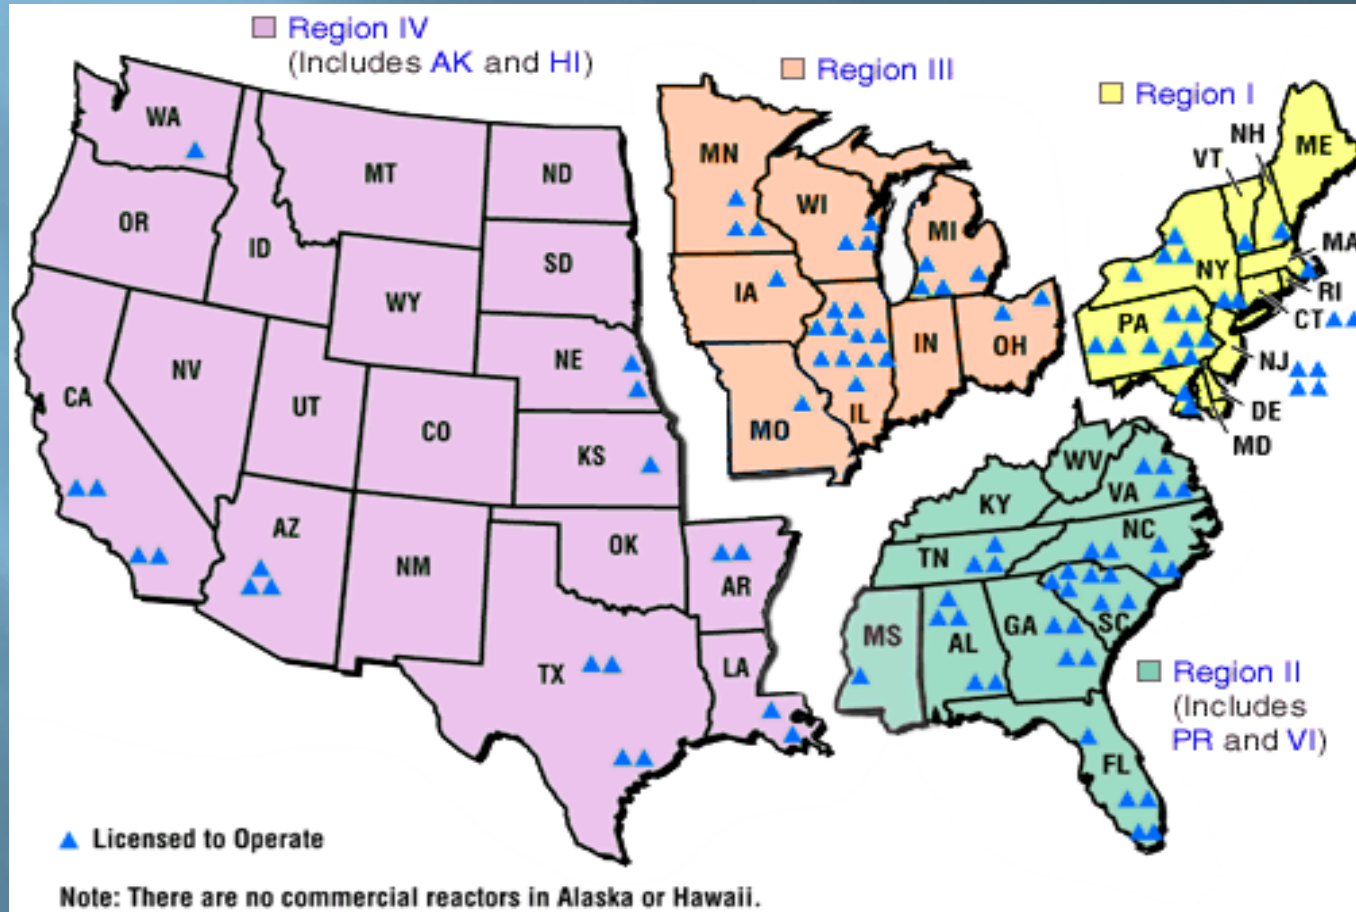 Region IV
(Includes AK and HI)
Region III
Region I
WA
MT
ND
OR
ID
SD
WY
NE
CA
NV
UT
CO
KS
AZ
NM
OK
AR
TX
LA
MN
WI
MI
IA
IL
IN
OH
MO
ME
NH
VT
MA
NY
RI
CT
PA
NJ
DE
MD
WV
KY
VA
NC
TN
SC
MS
AL
GA
FL
Region II
(Includes
PR and VI)
Licensed to Operate
Note: There are no commercial reactors in Alaska or Hawaii.